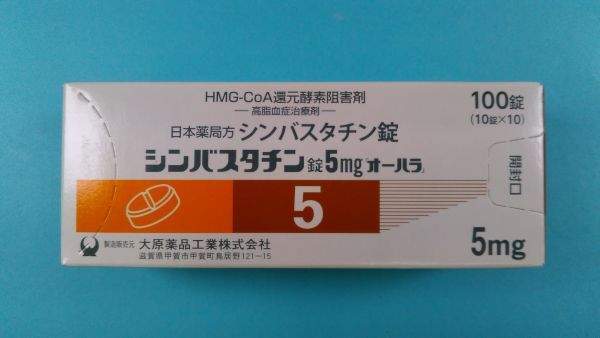 HMG-CoA還元酵素阻害剤
―高脂血症治療剤―
日本薬局方 シンバスタチン錠
シンバスタチン錠5mg「オーハラ」
100錠
(10錠×10)
開封口
5
5mg
製造販売元 大原薬品工業株式会社
滋賀県甲賀市甲賀町鳥居野121-15